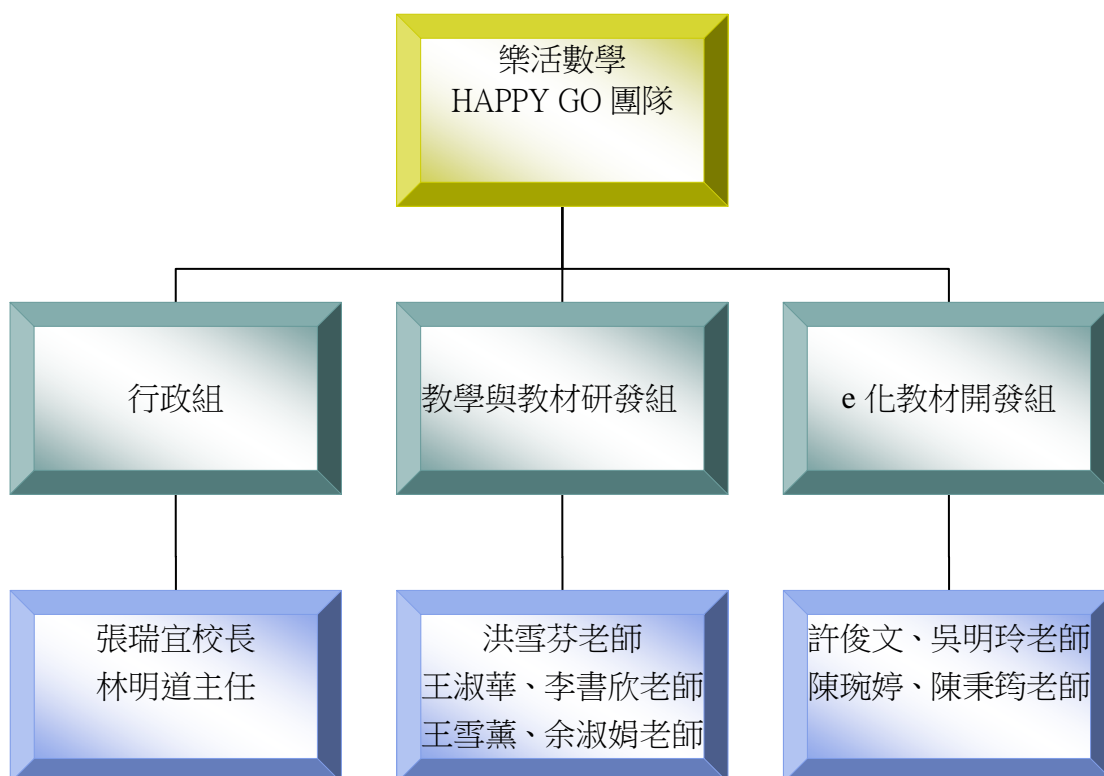 樂活數學
HAPPY GO 團隊
行政組
教學與教材研發組
e 化教材開發組
張瑞宜校長
林明道主任
洪雪芬老師
王淑華、李書欣老師
王雪薰、余淑娟老師
許俊文、吳明玲老師
陳琬婷、陳秉筠老師